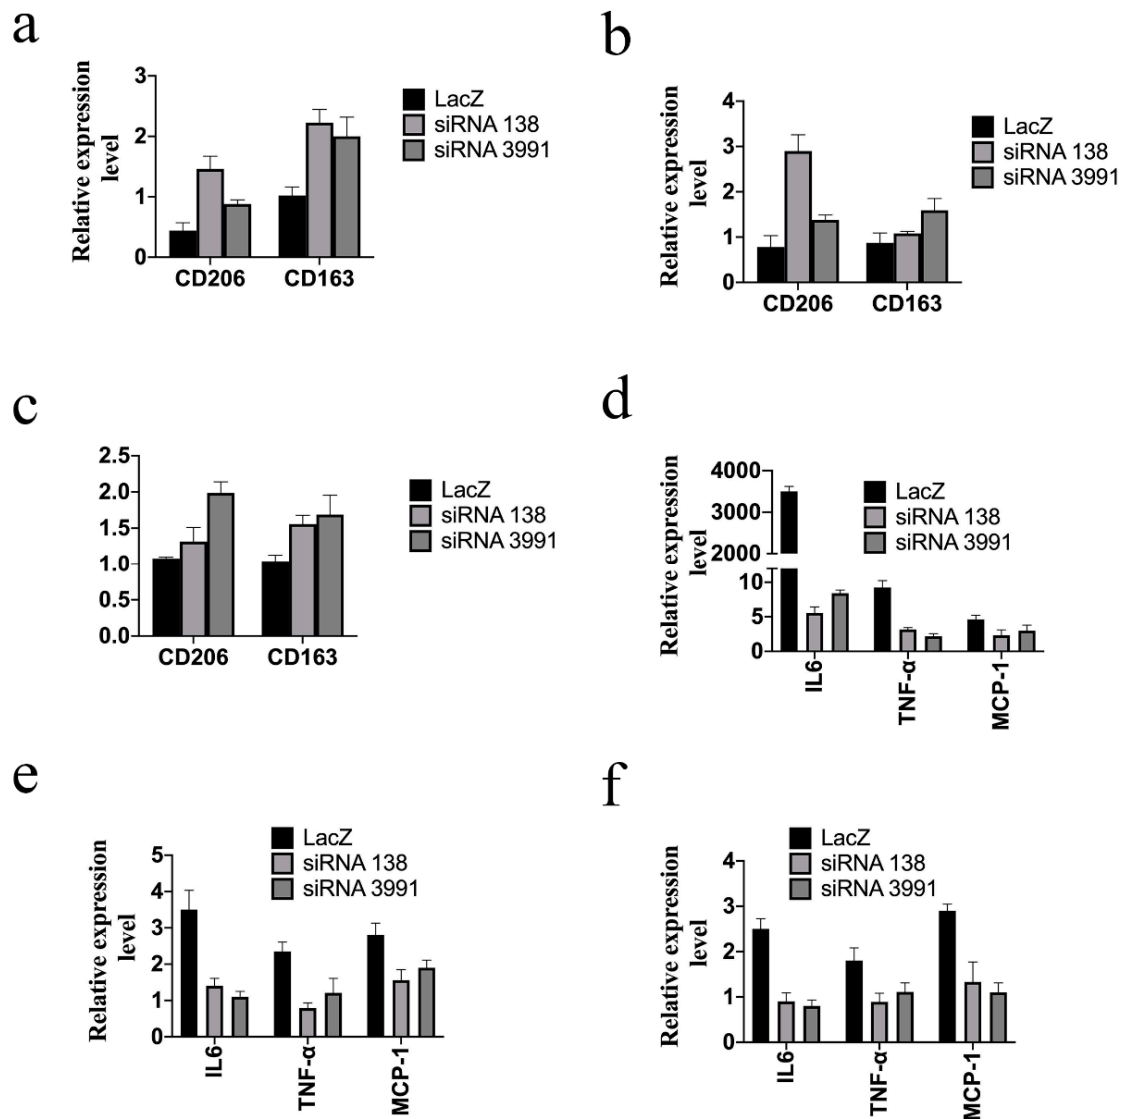 a
Relative expression
level
3
2
1
0
CD206
CD163
LacZ
siRNA 138
siRNA 3991
b
Relative expression
level
4
3
2
1
0
CD206
CD163
LacZ
siRNA 138
siRNA 3991
c
2.5
2.0
1.5
1.0
0.5
0.0
CD206
CD163
LacZ
siRNA 138
siRNA 3991
d
Relative expression
level
4000
3000
2000
10
5
0
IL6
TNF-α
MCP-1
LacZ
siRNA 138
siRNA 3991
e
Relative expression
level
5
4
3
2
1
0
IL6
TNF-α
MCP-1
LacZ
siRNA 138
siRNA 3991
f
Relative expression
level
4
3
2
1
0
IL6
TNF-α
MCP-1
LacZ
siRNA 138
siRNA 3991